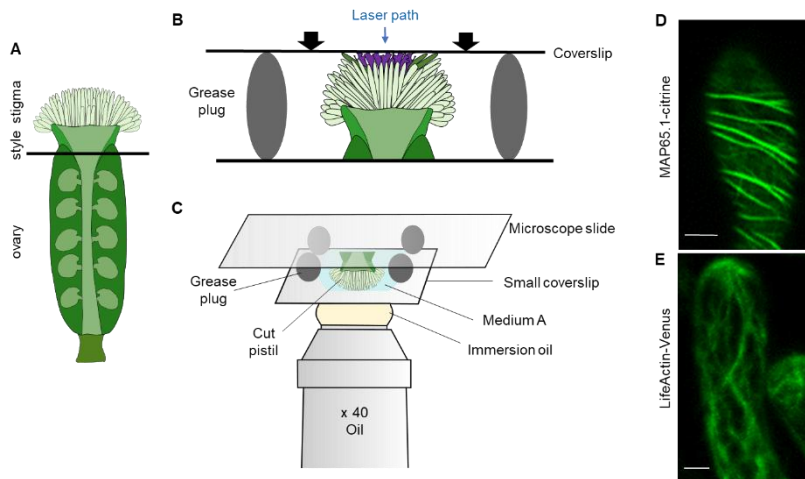 A
style stigma
ovary
B
Laser path
Coverslip
Grease
plug
C
Microscope slide
Grease
plug
Small coverslip
Cut
pistil
Medium A
Immersion oil
x 40
Oil
D
MAP65.1-citrine
E
LifeActin-Venus